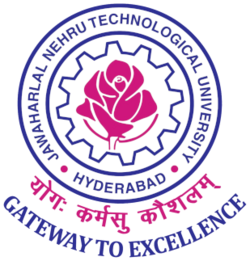 JAWAHARLAL NEHRU TECHNOLOGICAL UNIVERSITY
• HYDERABAD •
योगः कर्मसु कौशलम्
GATEWAY TO EXCELLENCE